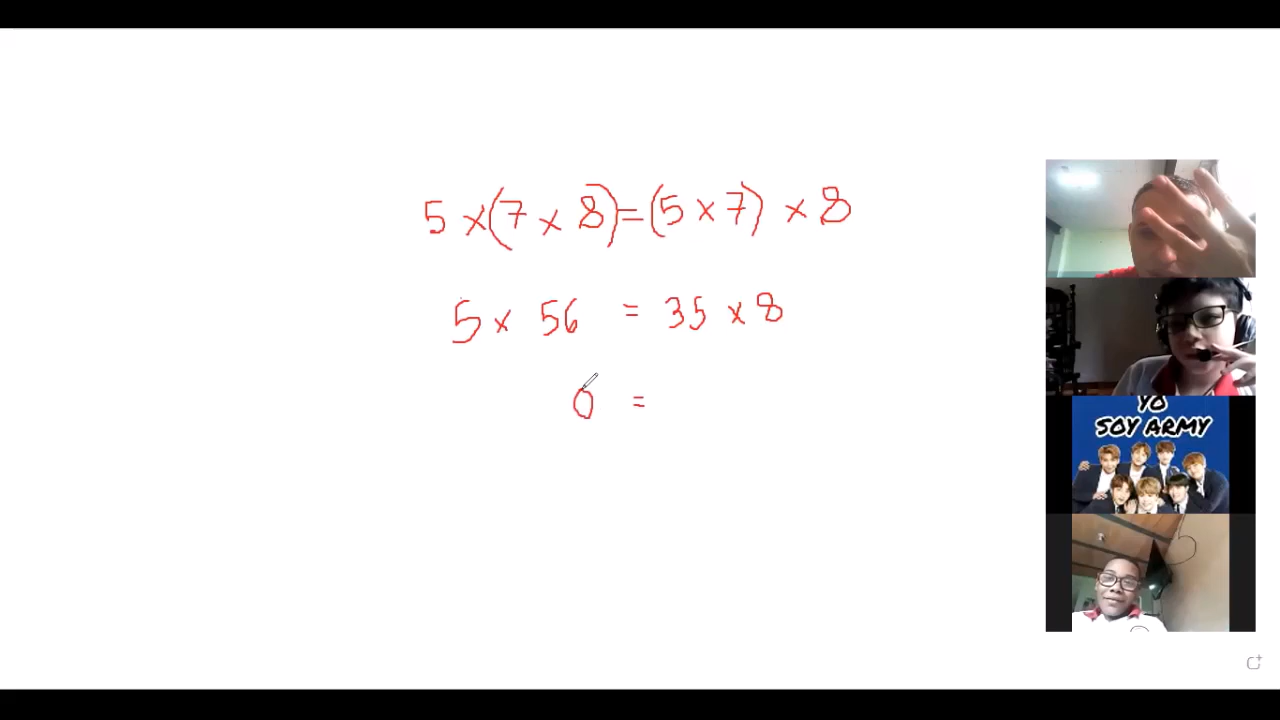 5 x (7 x 8) = (5 x 7) x 8
5 x 56 = 35 x 8
0 =
YO
SOY ARMY